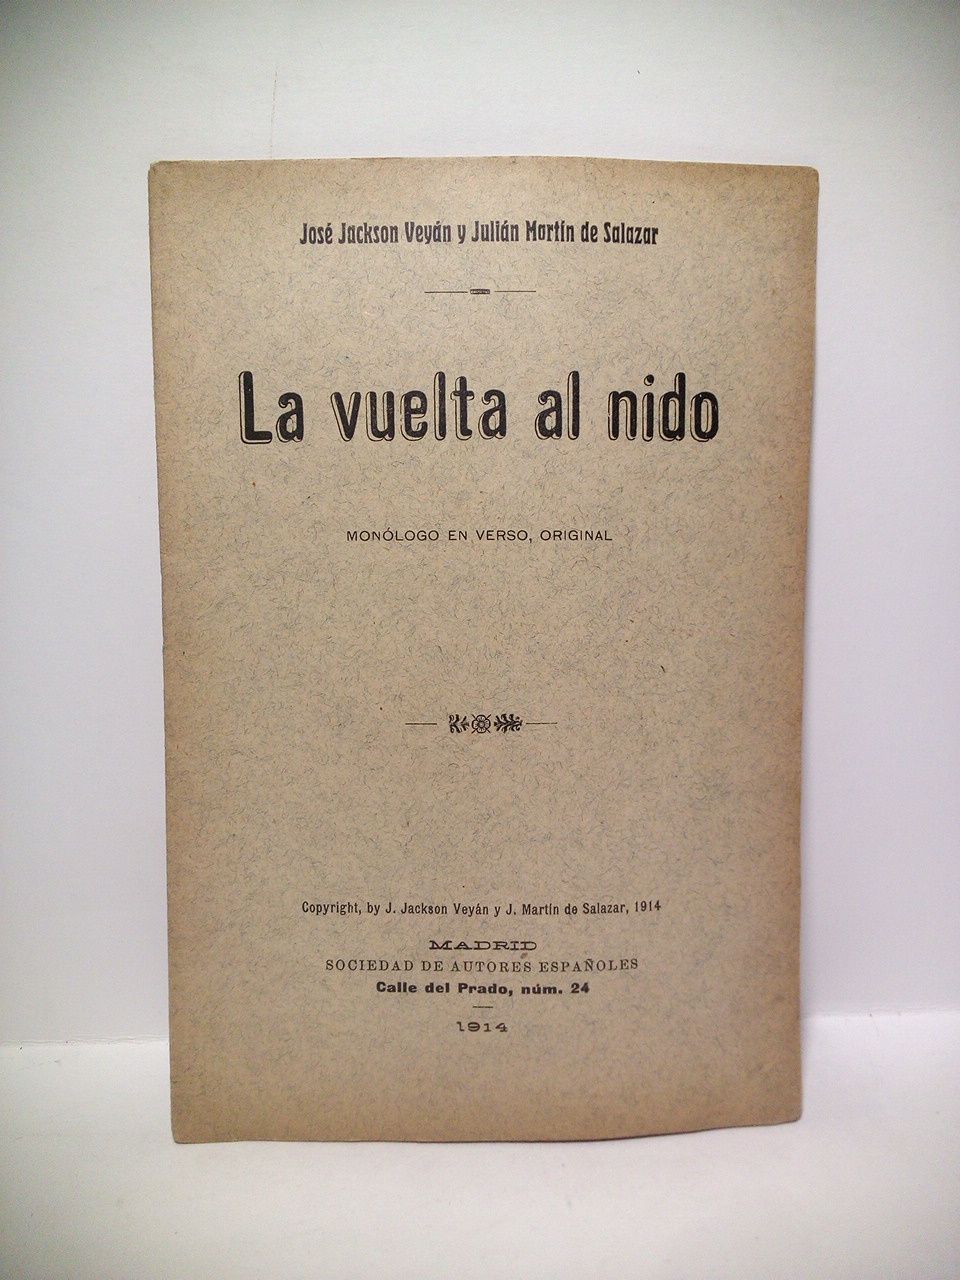 José Jackson Veyán y Julián Martín de Salazar
La vuelta al nido
MONÓLOGO EN VERSO, ORIGINAL
Copyright, by J. Jackson Veyán y J. Martín de Salazar, 1914
MADRID
SOCIEDAD DE AUTORES ESPAÑOLES
Calle del Prado, núm. 24
1914